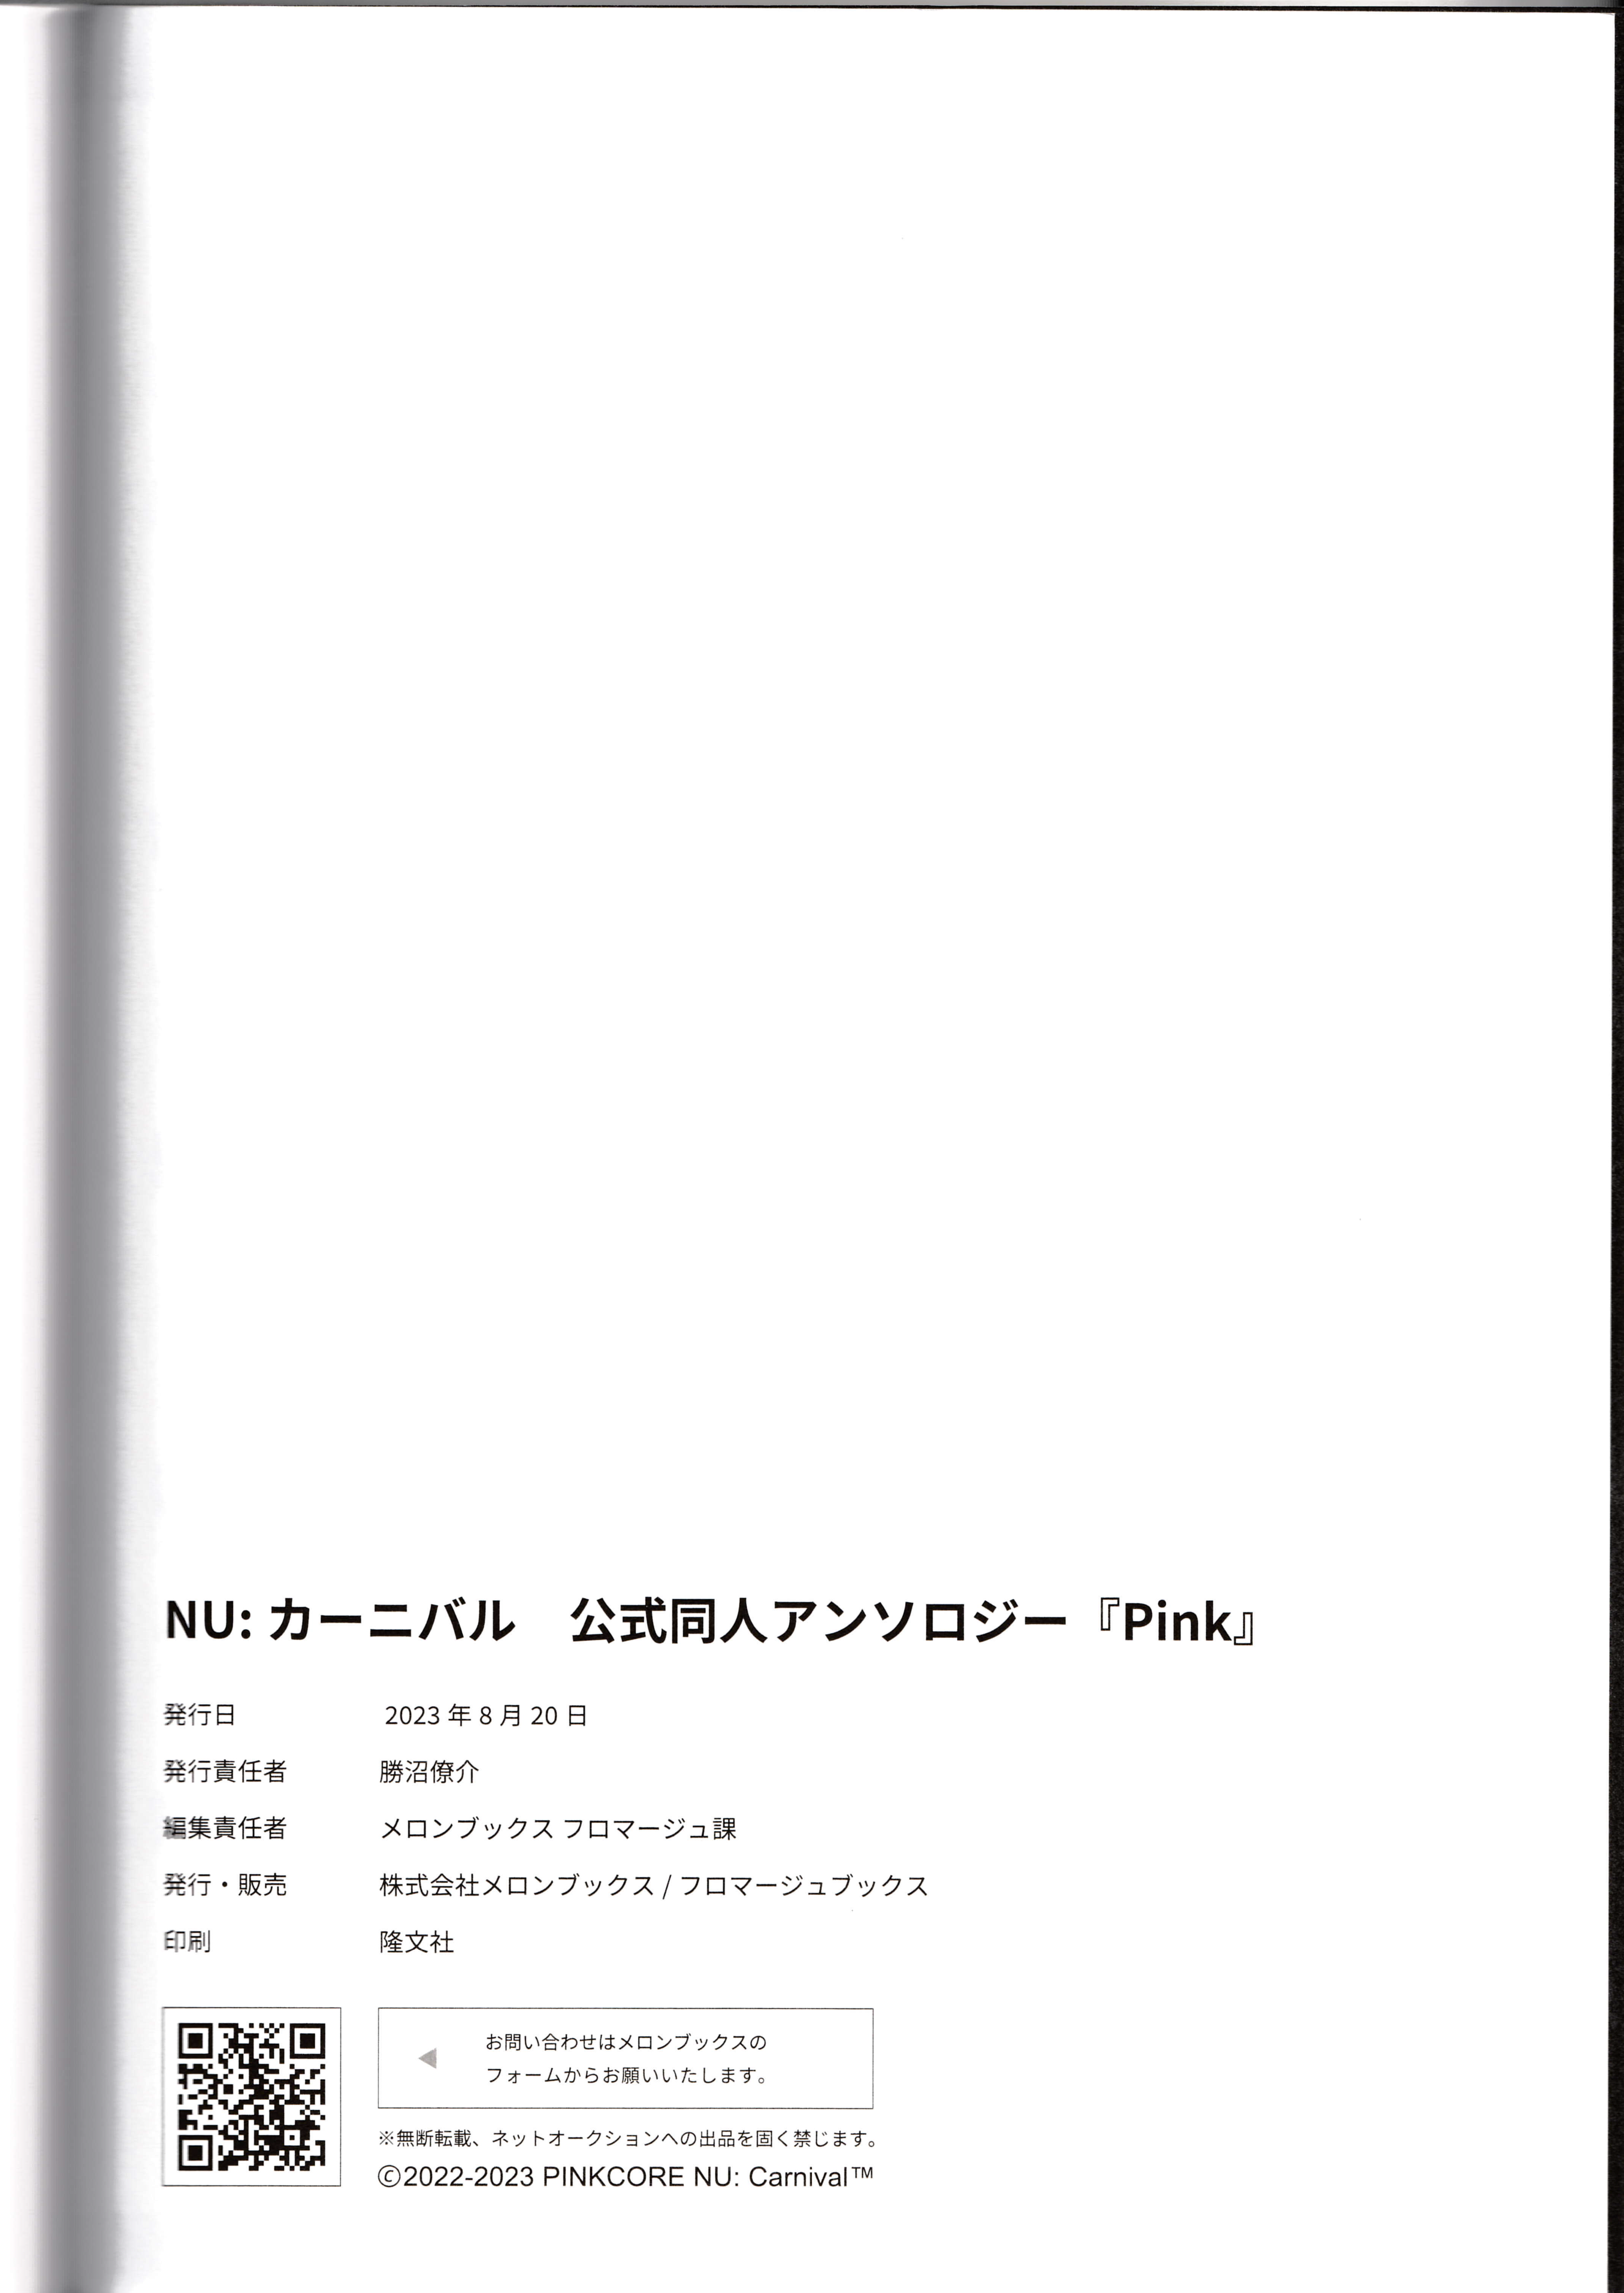 NU: カーニバル　公式同人アンソロジー『Pink』
発行日 2023 年 8 月 20 日
発行責任者 勝沼僚介
編集責任者 メロンブックス フロマージュ課
発行・販売 株式会社メロンブックス / フロマージュブックス
印刷 隆文社
お問い合わせはメロンブックスの
フォームからお願いいたします。
※無断転載、ネットオークションへの出品を固く禁じます。
©2022-2023 PINKCORE NU: Carnival™